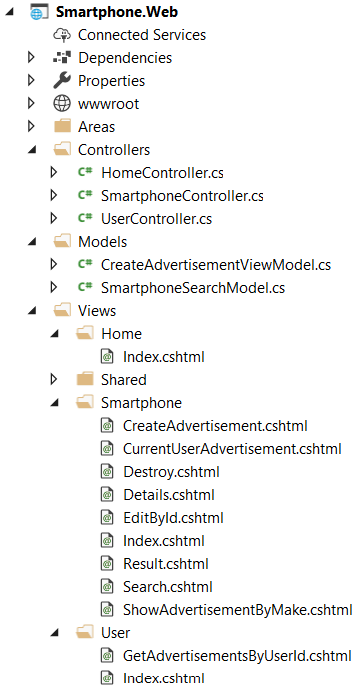 Smartphone.Web
Connected Services
Dependencies
Properties
wwwroot
Areas
Controllers
C# HomeController.cs
C# SmartphoneController.cs
C# UserController.cs
Models
C# CreateAdvertisementViewModel.cs
C# SmartphoneSearchModel.cs
Views
Home
@ Index.cshtml
Shared
Smartphone
@ CreateAdvertisement.cshtml
@ CurrentUserAdvertisement.cshtml
@ Destroy.cshtml
@ Details.cshtml
@ EditById.cshtml
@ Index.cshtml
@ Result.cshtml
@ Search.cshtml
@ ShowAdvertisementByMake.cshtml
User
@ GetAdvertisementsByUserId.cshtml
@ Index.cshtml